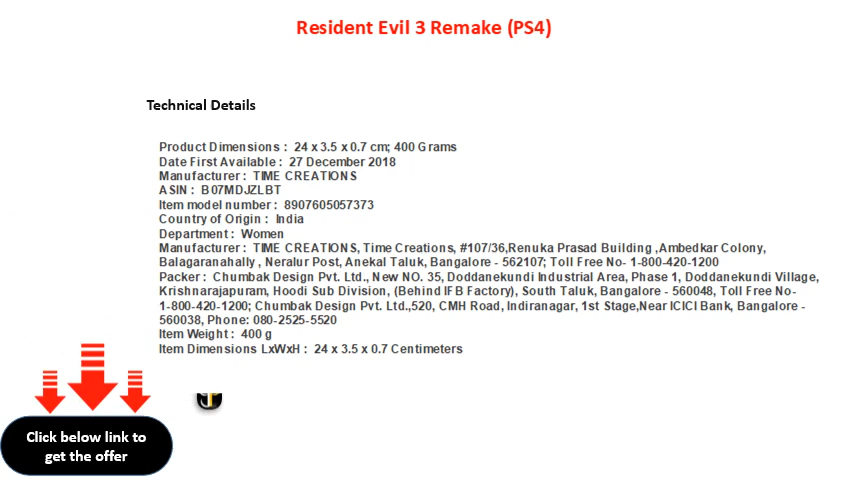 Resident Evil 3 Remake (PS4)
Technical Details
Product Dimensions : 24 x 3.5 x 0.7 cm; 400 Grams
Date First Available : 27 December 2018
Manufacturer : TIME CREATIONS
ASIN : B07MDJZLBT
Item model number : 8907605057373
Country of Origin : India
Department : Women
Manufacturer : TIME CREATIONS, Time Creations, #107/36,Renuka Prasad Building ,Ambedkar Colony,
Balagaranahally , Neralur Post, Anekal Taluk, Bangalore - 562107; Toll Free No- 1-800-420-1200
Packer : Chumbak Design Pvt. Ltd., New NO. 35, Doddanekundi Industrial Area, Phase 1, Doddanekundi Village,
Krishnarajapuram, Hoodi Sub Division, (Behind IFB Factory), South Taluk, Bangalore - 560048, Toll Free No-
1-800-420-1200; Chumbak Design Pvt. Ltd.,520, CMH Road, Indiranagar, 1st Stage,Near ICICI Bank, Bangalore -
560038, Phone: 080-2525-5520
Item Weight : 400 g
Item Dimensions LxWxH : 24 x 3.5 x 0.7 Centimeters
Click below link to
get the offer